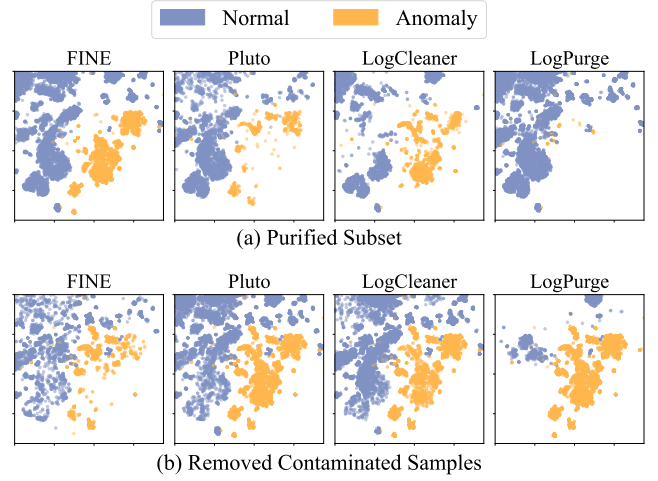 Normal Anomaly
FINE Pluto LogCleaner LogPurge
(a) Purified Subset
FINE Pluto LogCleaner LogPurge
(b) Removed Contaminated Samples